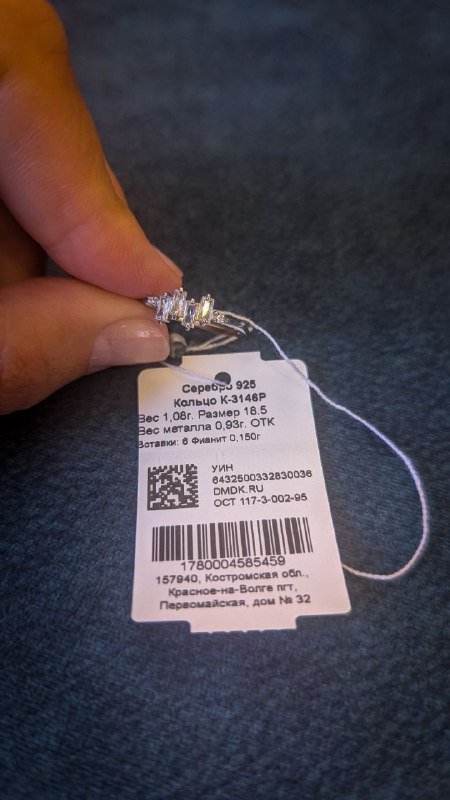 Серебро 925
Кольцо К-3146Р
Вес 1,08г. Размер 18.5
Вес металла 0,93г. ОТК
Вставки: 6 Фианит 0,150г
УИН
6432500332830036
DMDK.RU
ОСТ 117-3-002-95
1780004585459
157940, Костромская обл.,
Красное-на-Волге пгт,
Первомайская, дом № 32